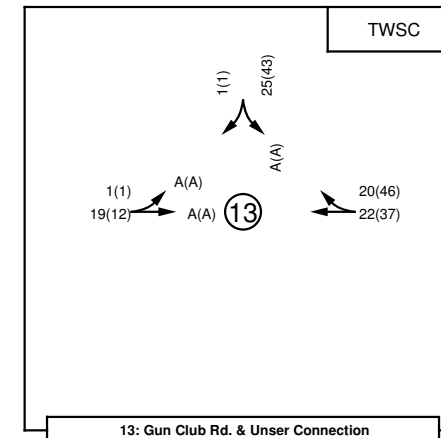 TWSC
1(1)
25(43)
A(A)
A(A)
1(1)
20(46)
19(12)
A(A)
13
22(37)
13: Gun Club Rd. & Unser Connection